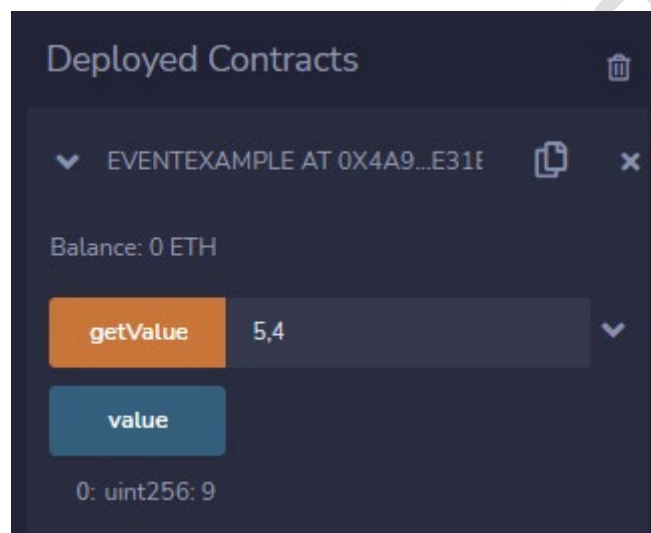 Deployed Contracts
EVENTEXAMPLE AT 0X4A9...E31E
Balance: 0 ETH
getValue 5,4
value
0: uint256: 9